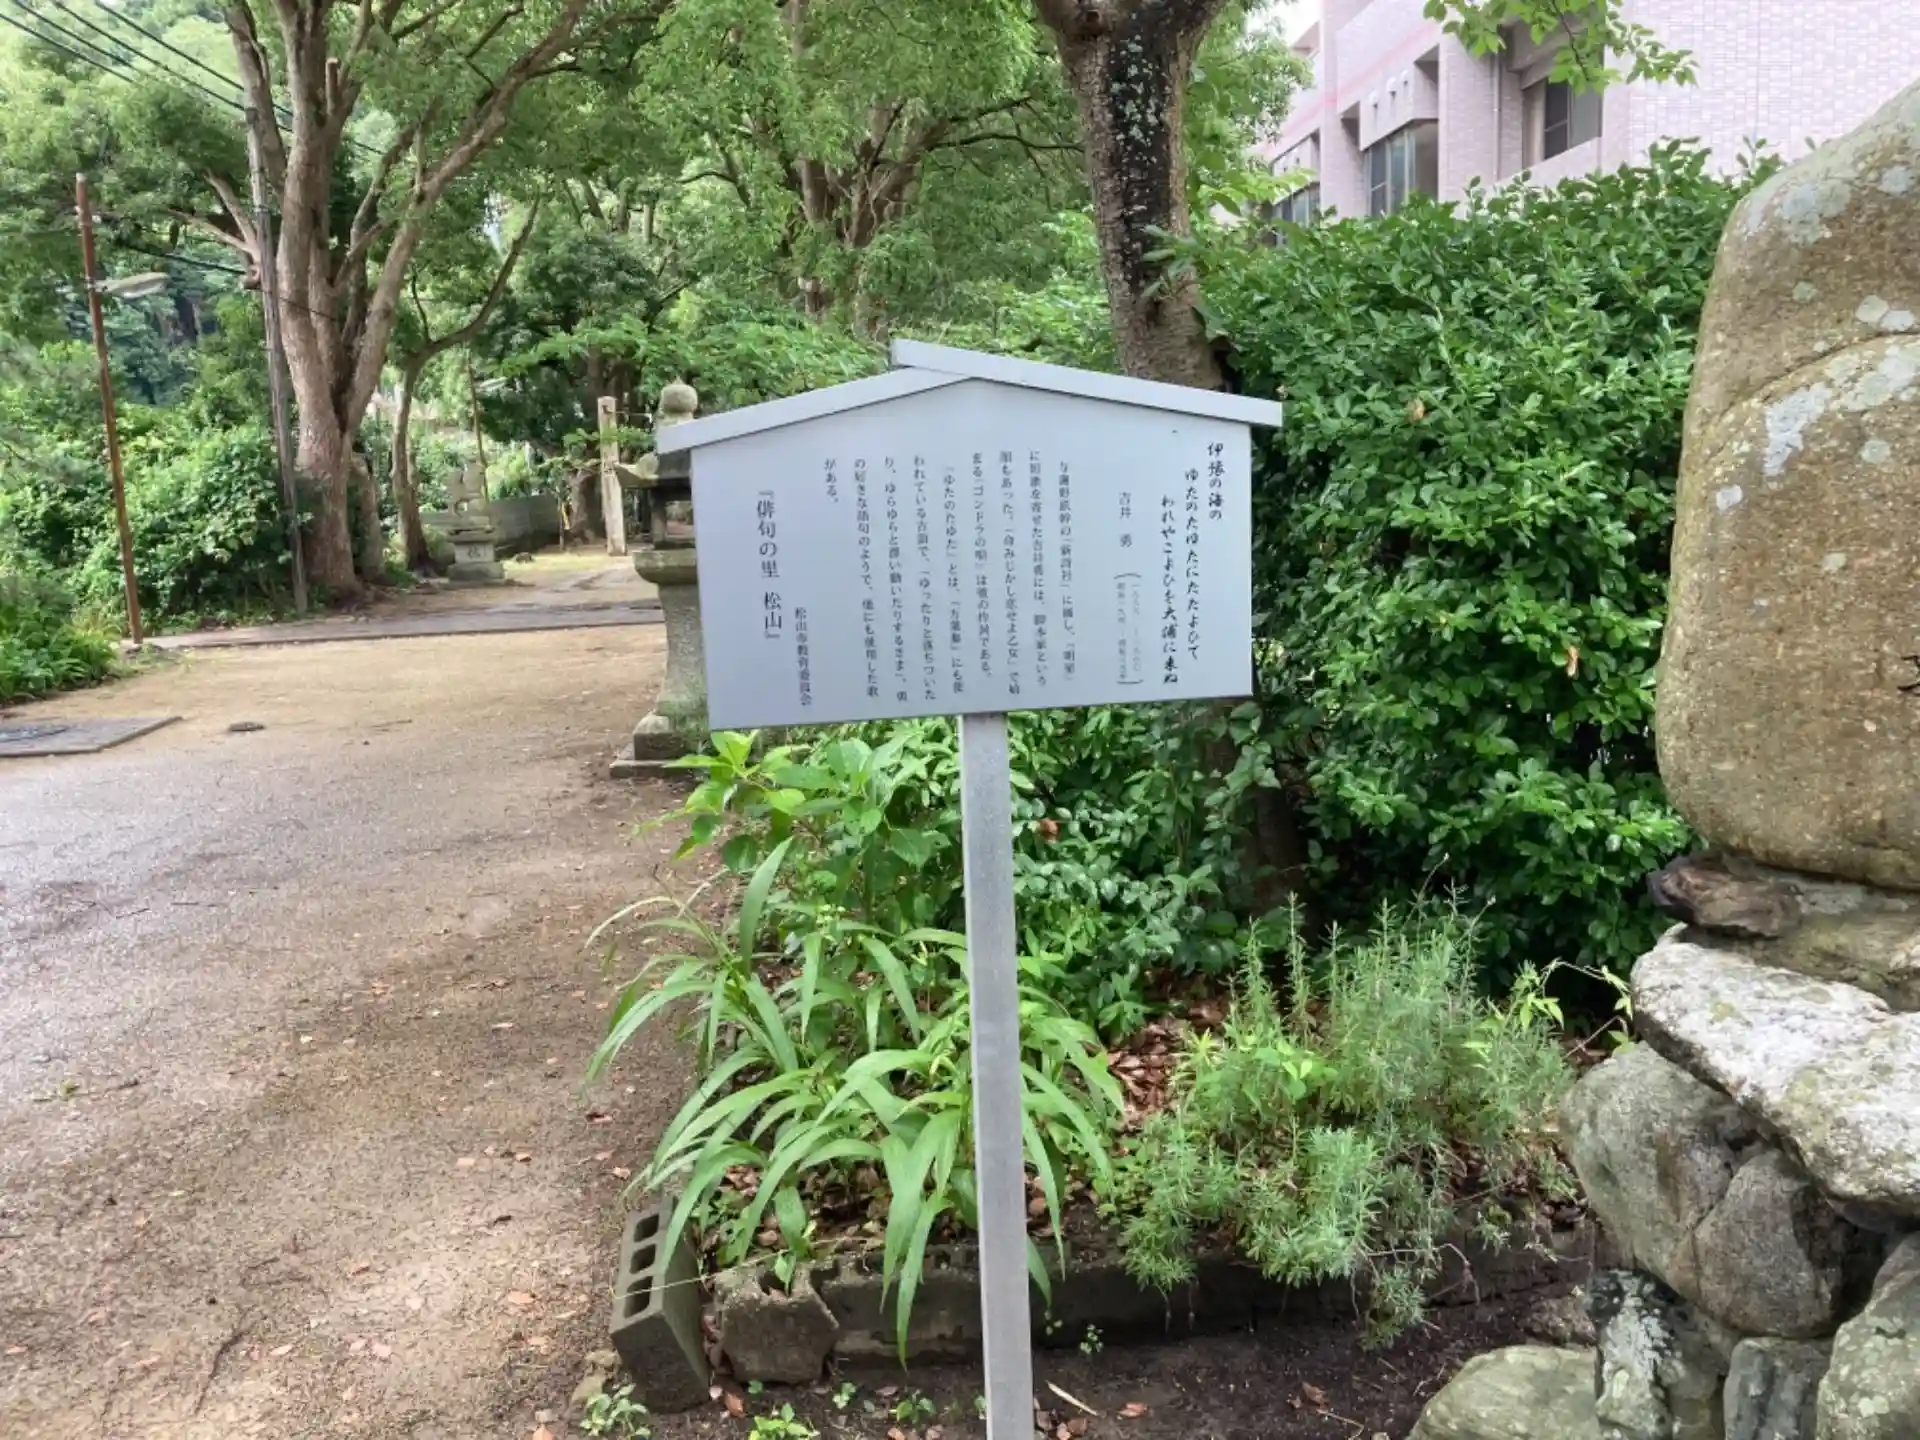 伊豫の海の
ゆたのたゆたにたたよひて
われやこよひを大浦に来ぬ
吉井 勇
与謝野鉄幹の「新詩社」に属し、「明星」
に短歌を寄せた吉井勇には、脚本家という
顔もあった。「命みじかし恋せよ乙女」で始
まる「ゴンドラの唄」は彼の作詞である。
「ゆたのたゆた」とは、「万葉集」にも使
われている古語で、「ゆったりと落ちついた
り、ゆらゆらと漂い動いたりするさま」。勇
の好きな語句のようで、他にも使用した歌
がある。
松山市教育委員会
『俳句の里 松山』